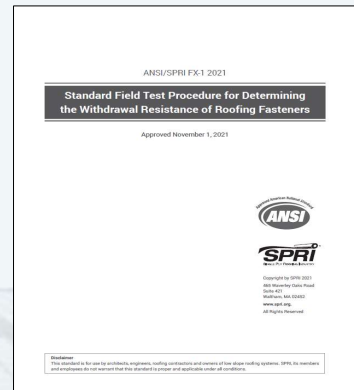 ANSI/SPRI FX-1 2021
Standard Field Test Procedure for Determining
the Withdrawal Resistance of Roofing Fasteners
Approved November 1, 2021
ANSI
SPRI
Copyright by SPRI 2021
465 Waverley Oaks Road
Suite 421
Waltham, MA 02452
www.spri.org.
All Rights Reserved
Disclaimer
This standard is for use by architects, engineers, roofing contractors and owners of low slope roofing systems. SPRI, its members
and employees do not warrant that this standard is proper and applicable under all conditions.